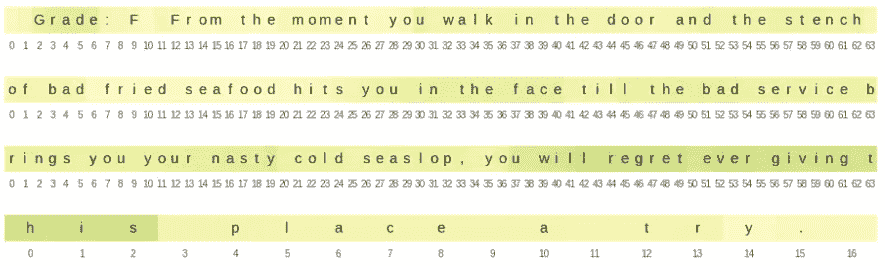 Grade: F From the moment you walk in the door and the stench
0 1 2 3 4 5 6 7 8 9 10 11 12 13 14 15 16 17 18 19 20 21 22 23 24 25 26 27 28 29 30 31 32 33 34 35 36 37 38 39 40 41 42 43 44 45 46 47 48 49 50 51 52 53 54 55 56 57 58 59 60 61 62 63
of bad fried seafood hits you in the face till the bad service b
0 1 2 3 4 5 6 7 8 9 10 11 12 13 14 15 16 17 18 19 20 21 22 23 24 25 26 27 28 29 30 31 32 33 34 35 36 37 38 39 40 41 42 43 44 45 46 47 48 49 50 51 52 53 54 55 56 57 58 59 60 61 62 63
rings you your nasty cold seaslop, you will regret ever giving t
0 1 2 3 4 5 6 7 8 9 10 11 12 13 14 15 16 17 18 19 20 21 22 23 24 25 26 27 28 29 30 31 32 33 34 35 36 37 38 39 40 41 42 43 44 45 46 47 48 49 50 51 52 53 54 55 56 57 58 59 60 61 62 63
his place a try.
0 1 2 3 4 5 6 7 8 9 10 11 12 13 14 15 16